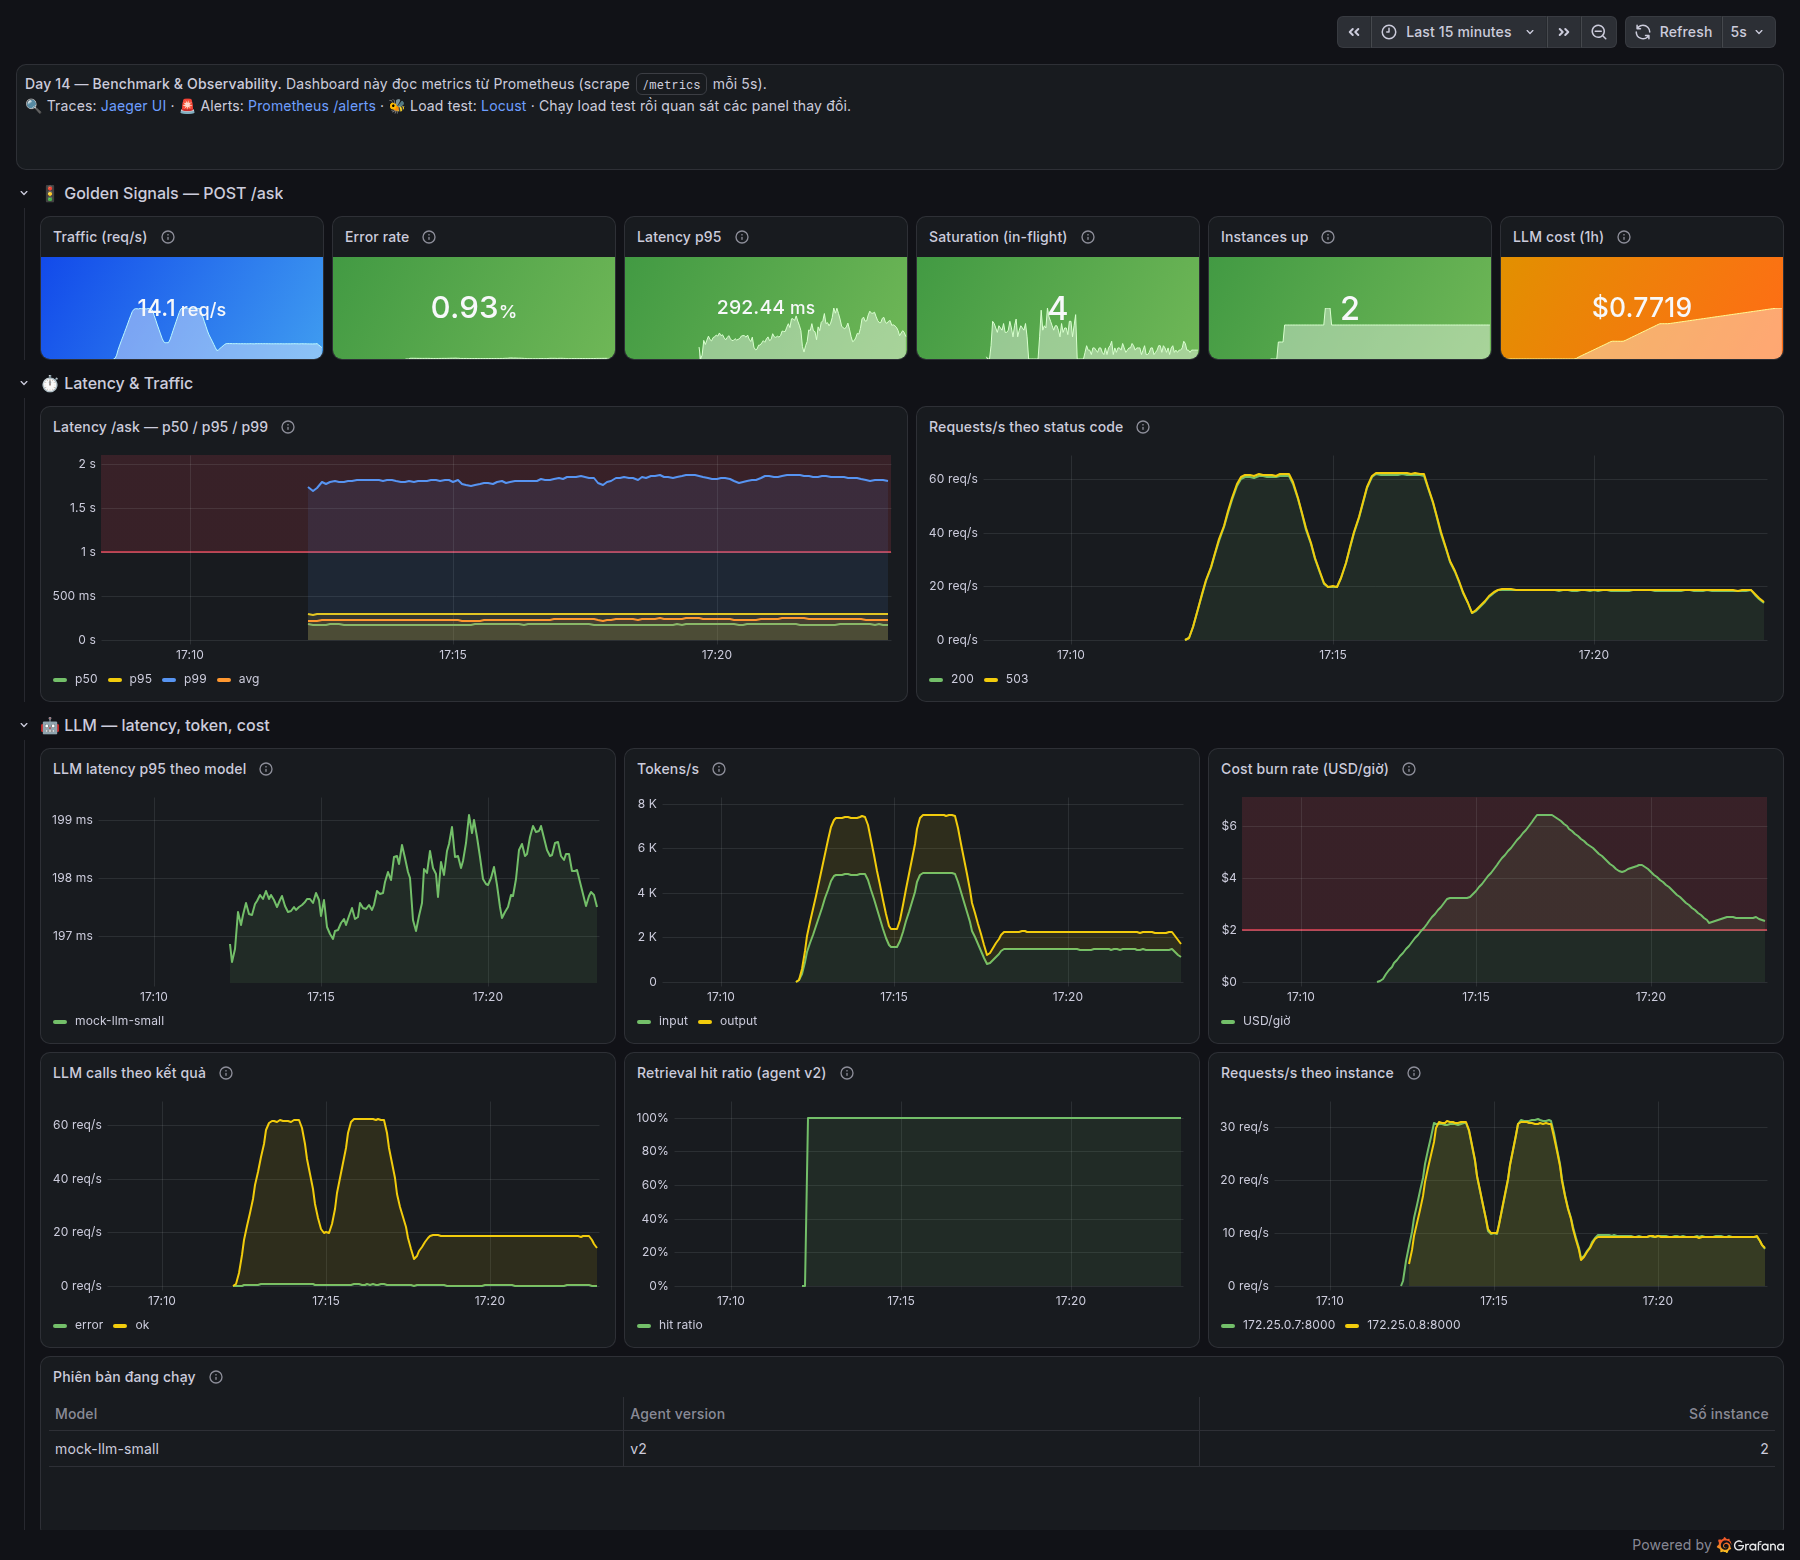 Last 15 minutes
Refresh
5s
Day 14 — Benchmark & Observability. Dashboard này đọc metrics từ Prometheus (scrape /metrics mỗi 5s).
🔍 Traces: Jaeger UI · 🚨 Alerts: Prometheus /alerts · 🐝 Load test: Locust · Chạy load test rồi quan sát các panel thay đổi.
🚦 Golden Signals — POST /ask
Traffic (req/s)
14.1 req/s
Error rate
0.93%
Latency p95
292.44 ms
Saturation (in-flight)
4
Instances up
2
LLM cost (1h)
$0.7719
⏱️ Latency & Traffic
Latency /ask — p50 / p95 / p99
2 s
1.5 s
1 s
500 ms
0 s
17:10 17:15 17:20
p50 p95 p99 avg
Requests/s theo status code
60 req/s
40 req/s
20 req/s
0 req/s
17:10 17:15 17:20
200 503
🤖 LLM — latency, token, cost
LLM latency p95 theo model
199 ms
198 ms
197 ms
17:10 17:15 17:20
mock-llm-small
Tokens/s
8 K
6 K
4 K
2 K
0
17:10 17:15 17:20
input output
Cost burn rate (USD/giờ)
$6
$4
$2
$0
17:10 17:15 17:20
USD/giờ
LLM calls theo kết quả
60 req/s
40 req/s
20 req/s
0 req/s
17:10 17:15 17:20
error ok
Retrieval hit ratio (agent v2)
100%
80%
60%
40%
20%
0%
17:10 17:15 17:20
hit ratio
Requests/s theo instance
30 req/s
20 req/s
10 req/s
0 req/s
17:10 17:15 17:20
172.25.0.7:8000 172.25.0.8:8000
Phiên bản đang chạy
Model Agent version Số instance
mock-llm-small v2 2
Powered by Grafana